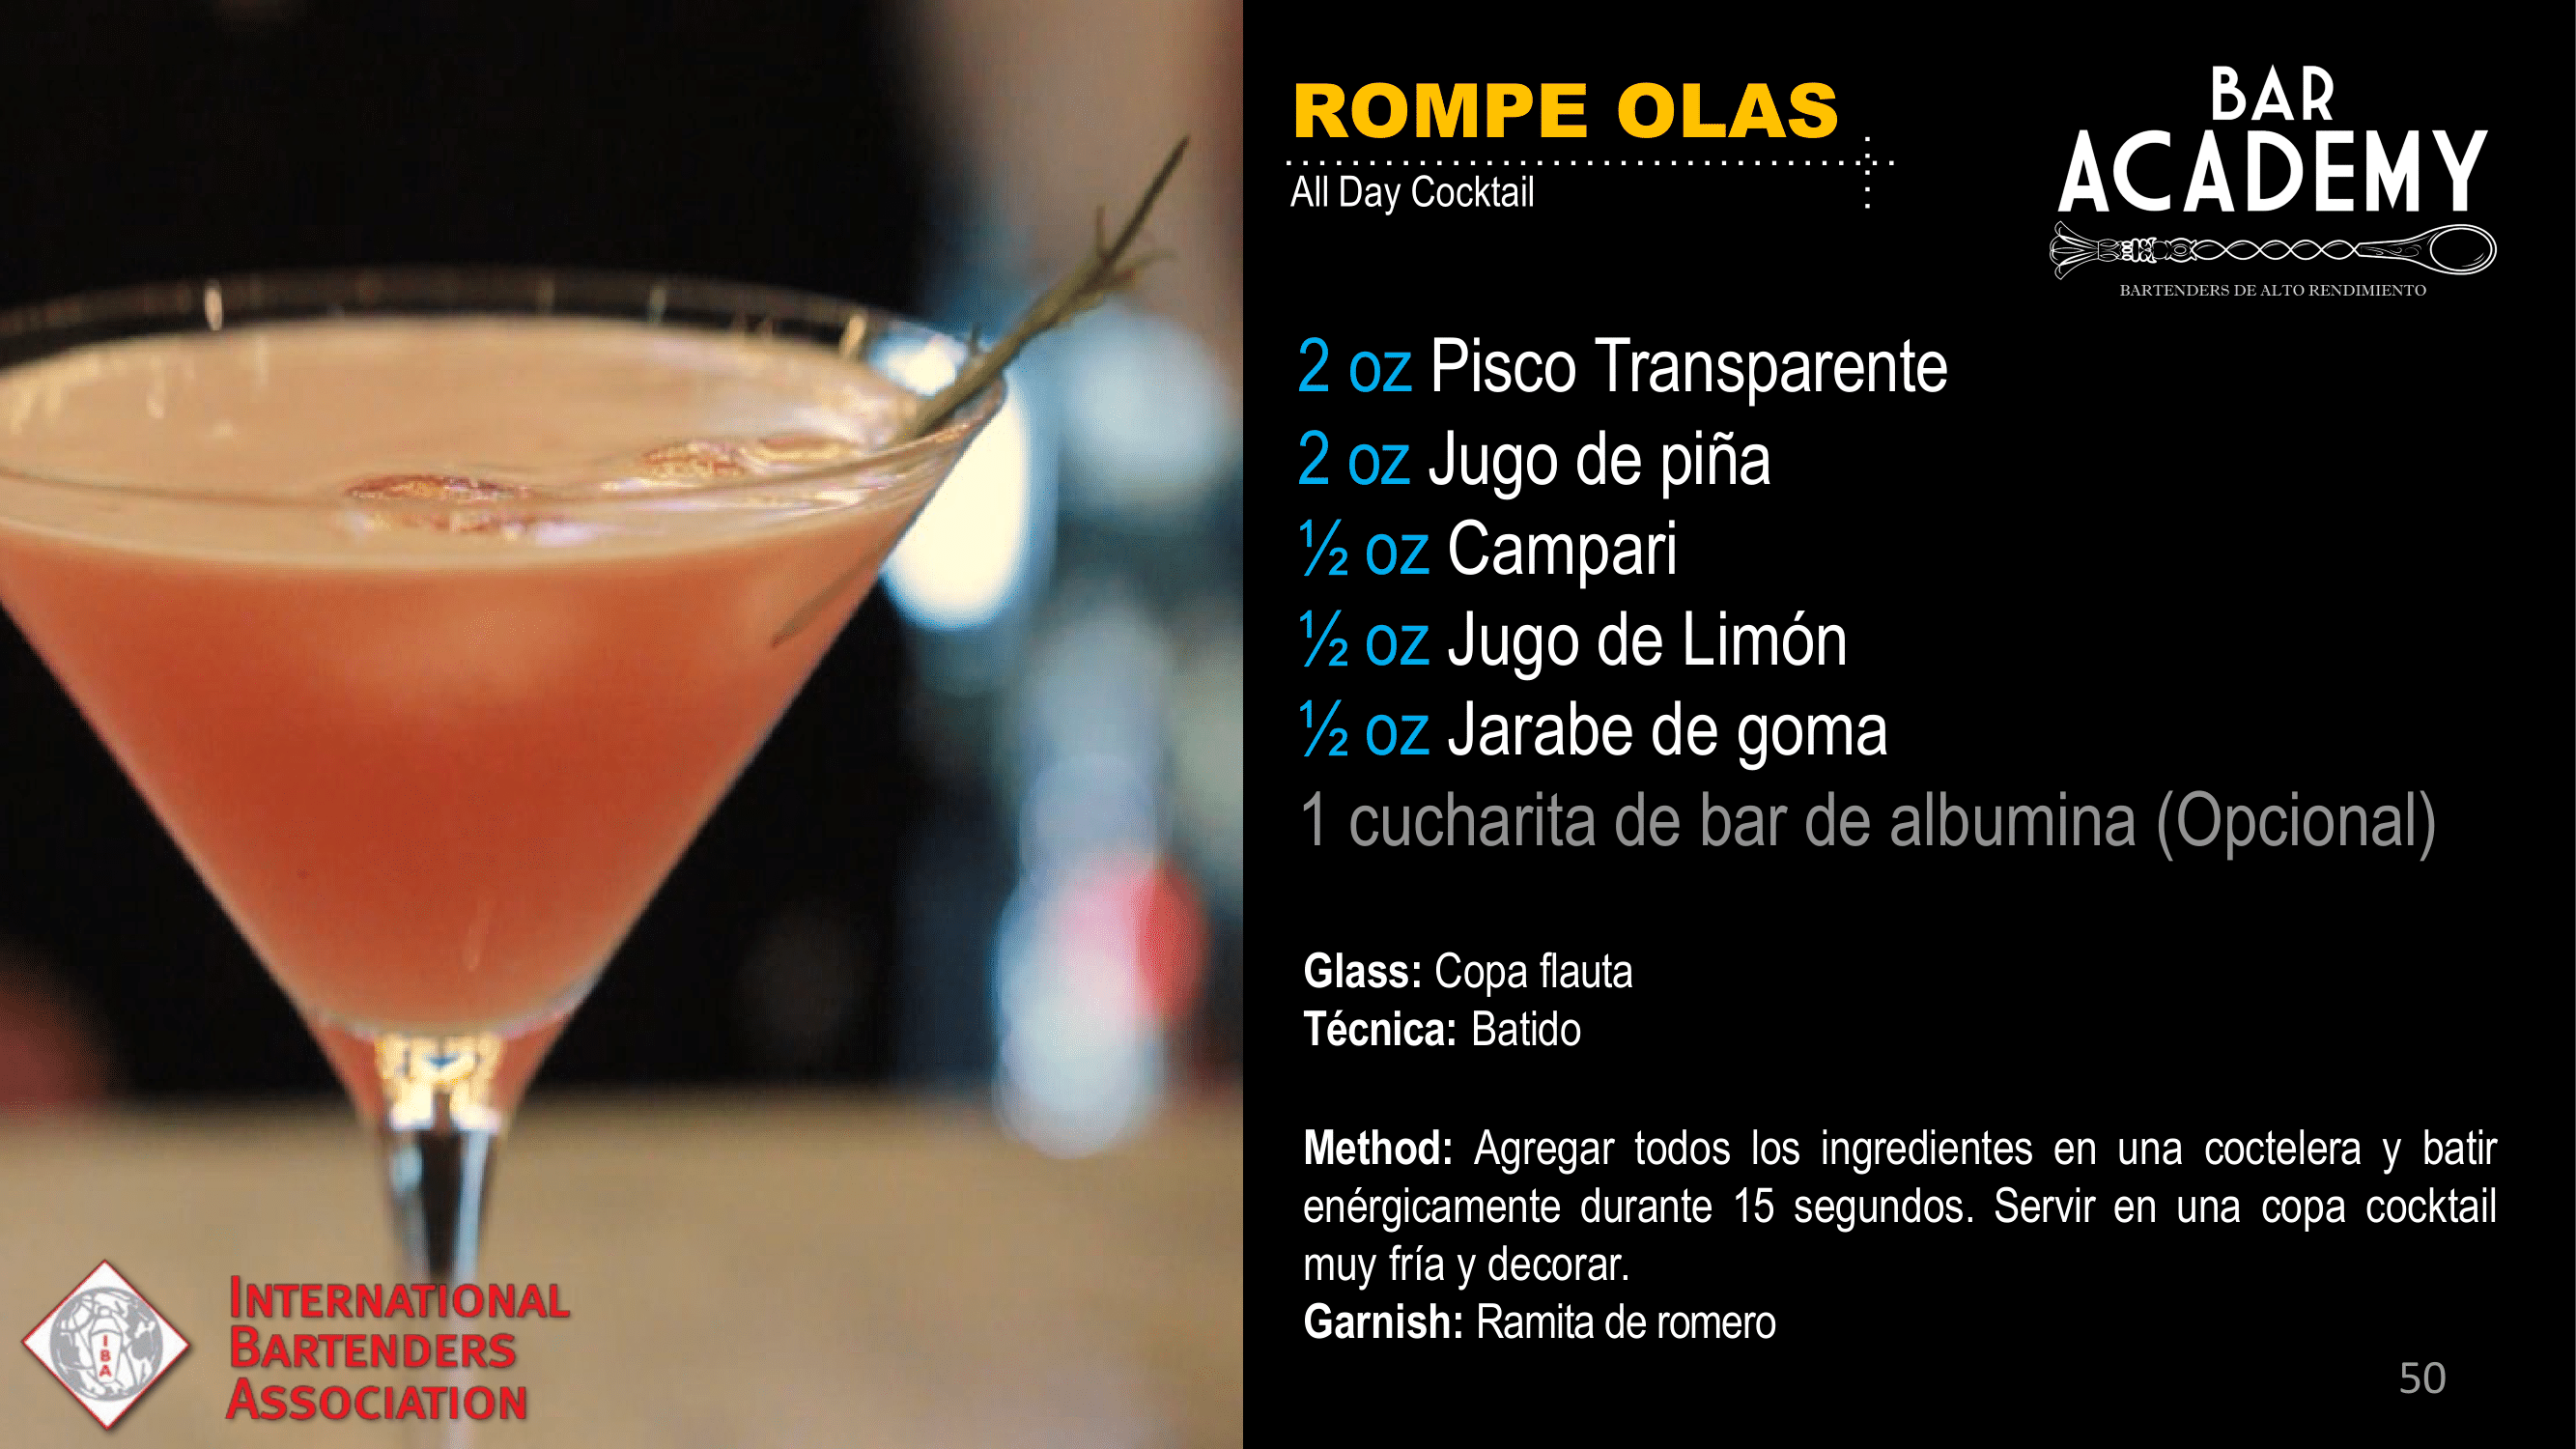 ROMPE OLAS
All Day Cocktail
BAR
ACADEMY
BARTENDERS DE ALTO RENDIMIENTO
2 oz Pisco Transparente
2 oz Jugo de piña
½ oz Campari
½ oz Jugo de Limón
½ oz Jarabe de goma
1 cucharita de bar de albumina (Opcional)
Glass: Copa flauta
Técnica: Batido
Method: Agregar todos los ingredientes en una coctelera y batir
enérgicamente durante 15 segundos. Servir en una copa cocktail
muy fría y decorar.
Garnish: Ramita de romero
IBA
INTERNATIONAL
BARTENDERS
ASSOCIATION
50